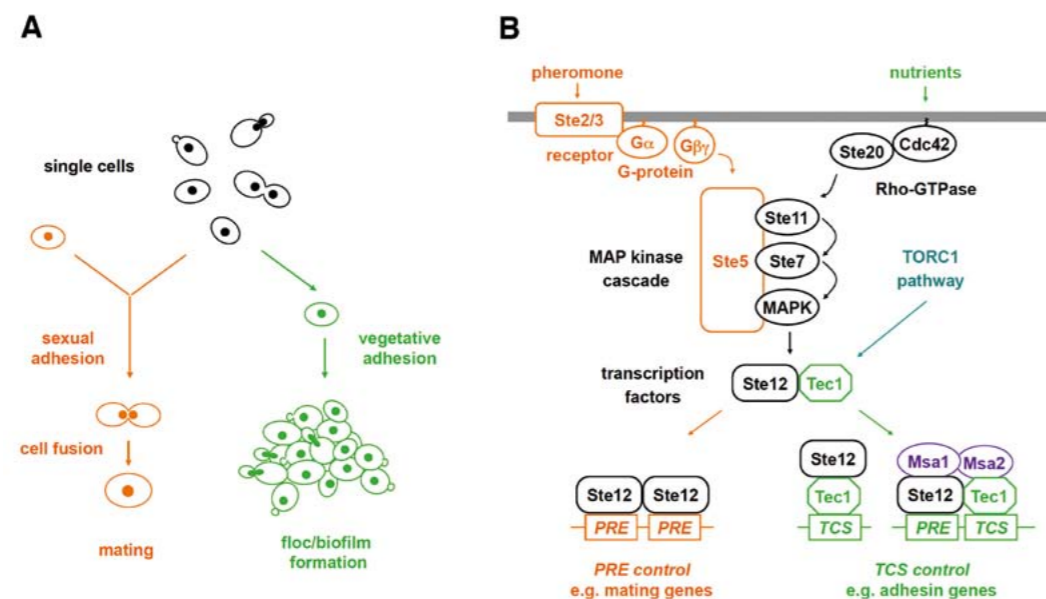 A
single cells
sexual
adhesion
vegetative
adhesion
cell fusion
mating
floc/biofilm
formation
B
pheromone
nutrients
Ste2/3
receptor
Gα
Gβγ
G-protein
Ste20
Cdc42
Rho-GTPase
MAP kinase
cascade
Ste5
Ste11
Ste7
MAPK
TORC1
pathway
transcription
factors
Ste12
Tec1
Ste12 Ste12
PRE PRE
Ste12
Tec1
TCS
Msa1 Msa2
Ste12 Tec1
PRE TCS
PRE control
e.g. mating genes
TCS control
e.g. adhesin genes